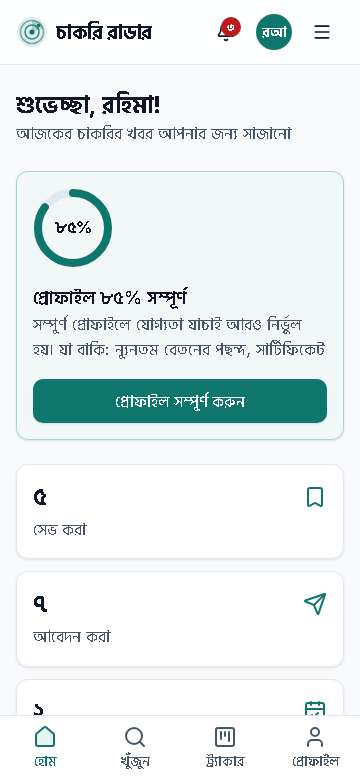 চাকরি রাডার
৩
রআ
শুভেচ্ছা, রহিমা!
আজকের চাকরির খবর আপনার জন্য সাজানো
৮৫%
প্রোফাইল ৮৫% সম্পূর্ণ
সম্পূর্ণ প্রোফাইলে যোগ্যতা যাচাই আরও নির্ভুল
হয়। যা বাকি: ন্যূনতম বেতনের পছন্দ, সার্টিফিকেট
প্রোফাইল সম্পূর্ণ করুন
৫
সেভ করা
৭
আবেদন করা
১
হোম
খুঁজুন
ট্র্যাকার
প্রোফাইল